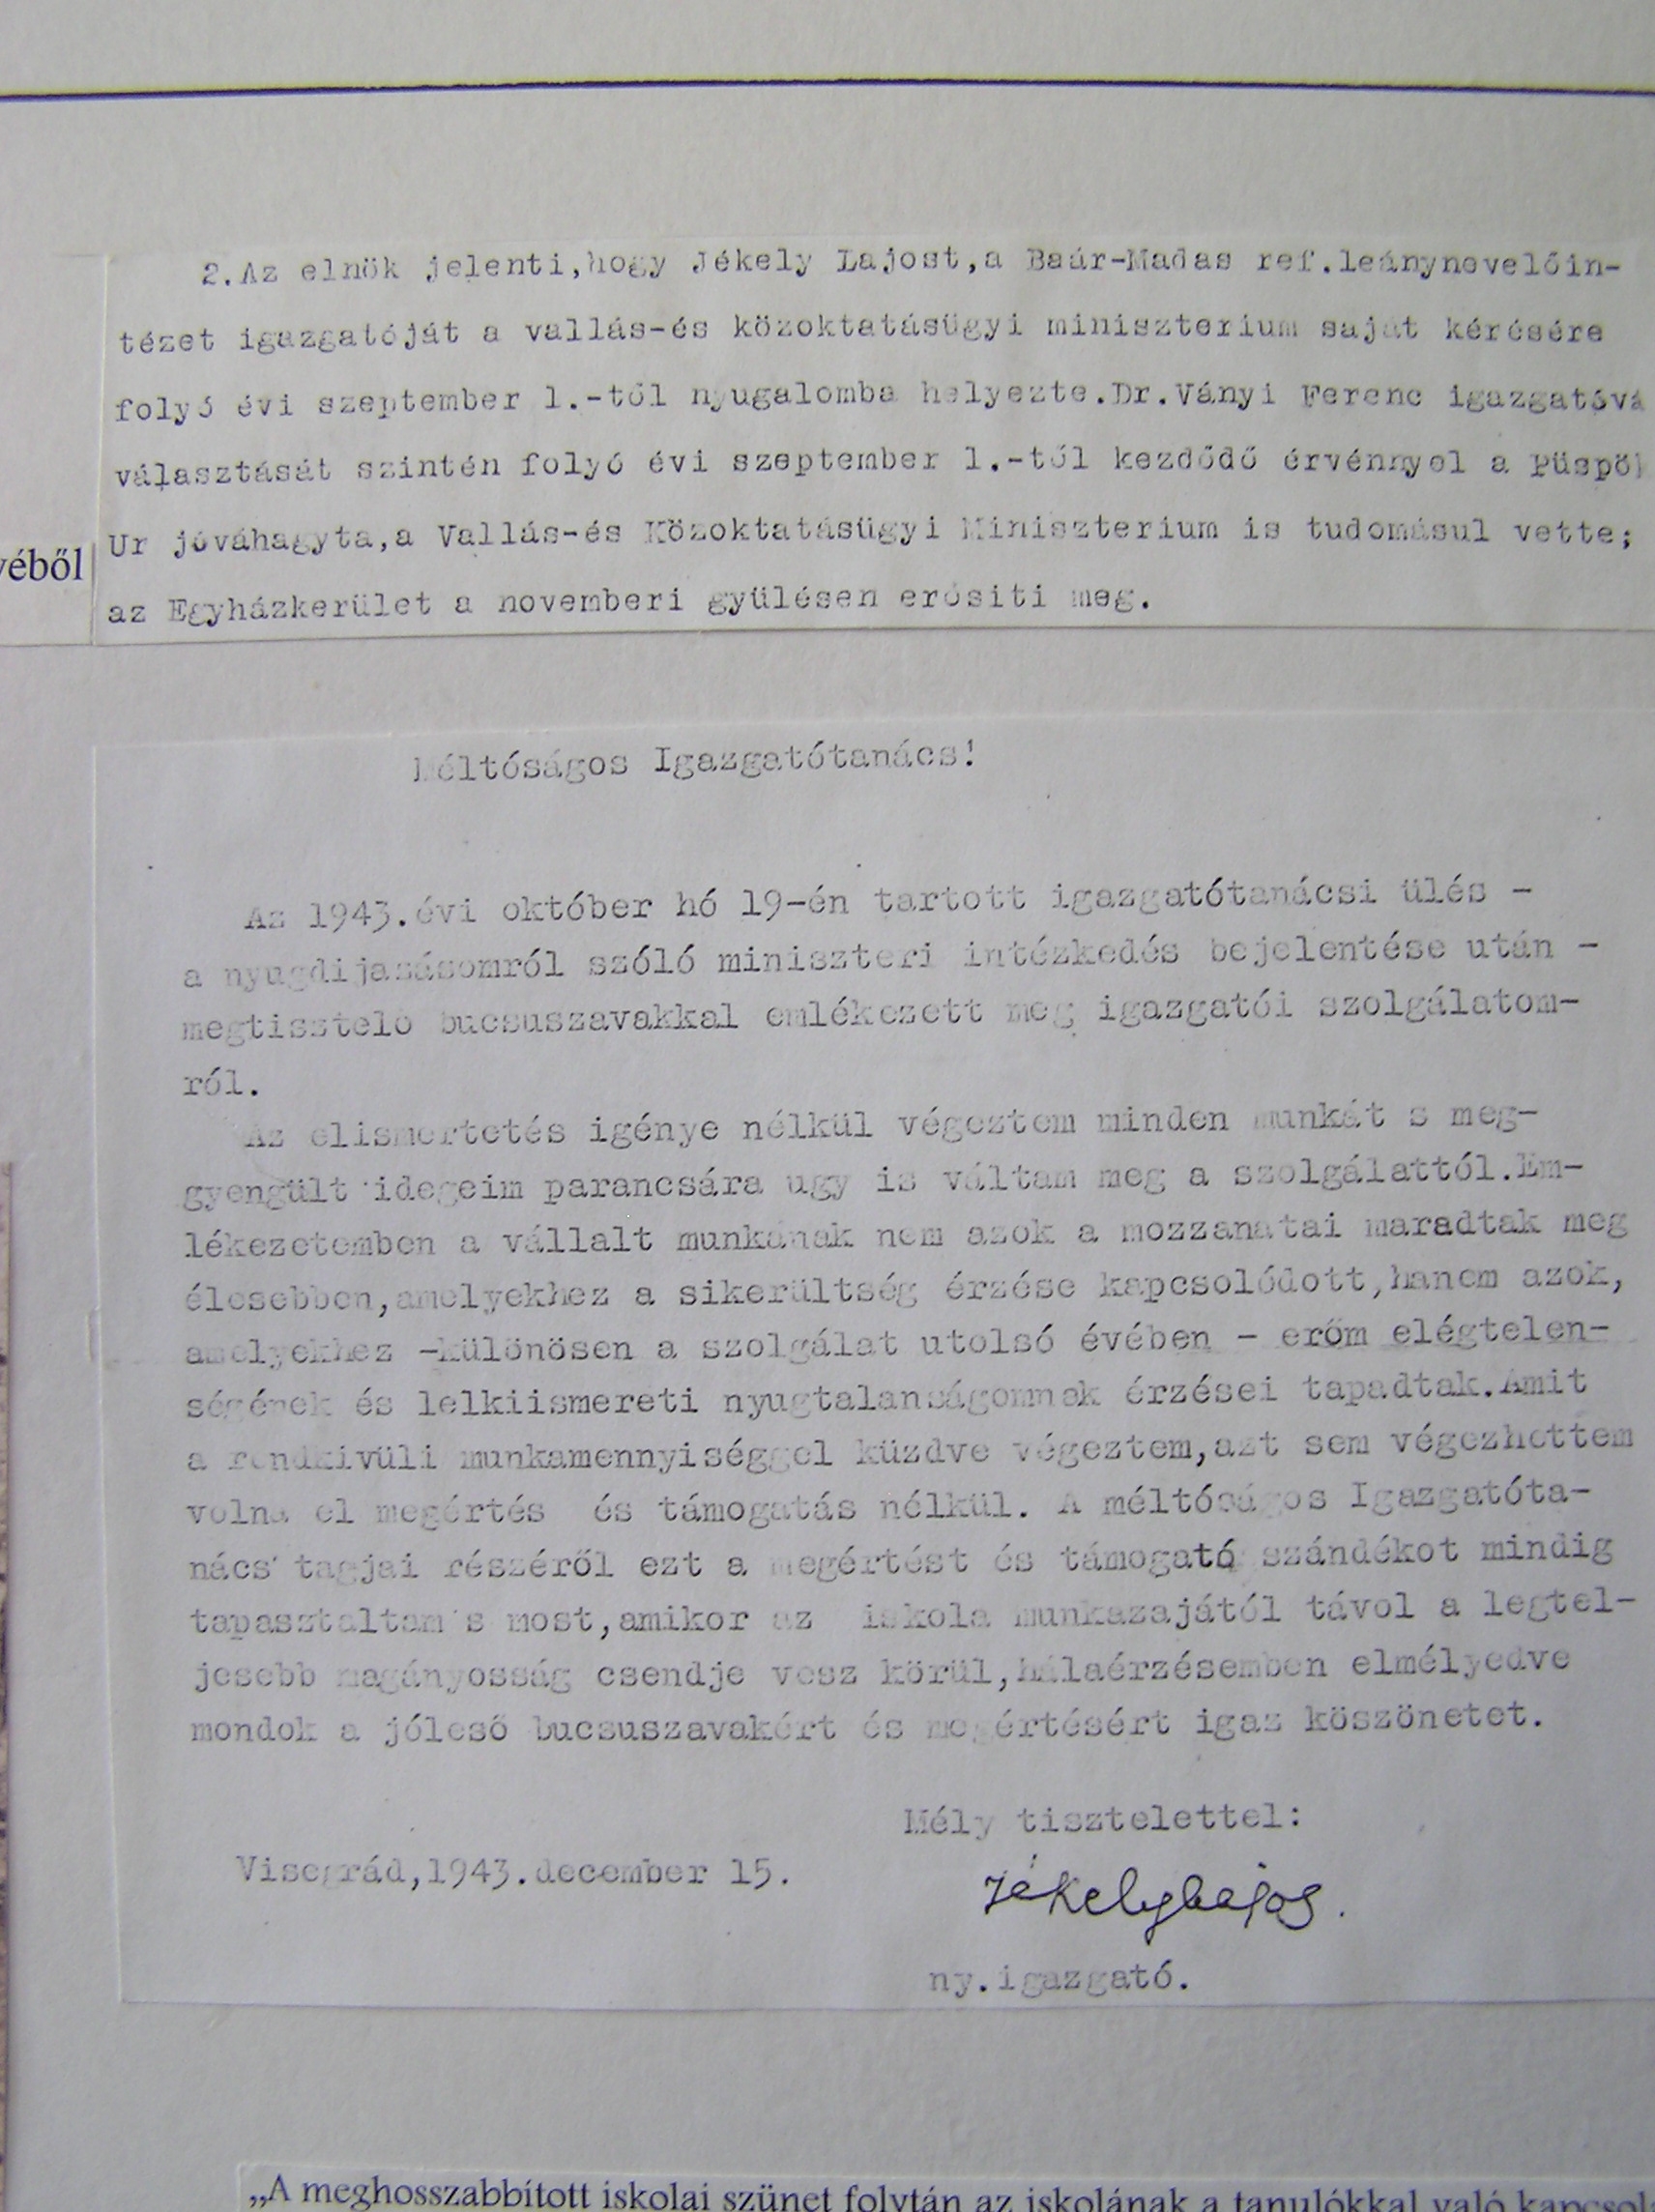 2.Az elnök jelenti,hogy Jékely Lajost,a Baár-Madas ref.leánynevelőin-
tézet igazgatóját a vallás-és közoktatásügyi miniszterium saját kérésére
folyó évi szeptember 1.-től nyugalomba helyezte.Dr.Ványi Ferenc igazgatóvá
választását szintén folyó évi szeptember 1.-től kezdődő érvénnyel a Püspök
véből
Ur jóváhagyta,a Vallás-és Közoktatásügyi Miniszterium is tudomásul vette;
az Egyházkerület a novemberi gyülésen erősiti meg.
Méltóságos Igazgatótanács!
Az 1943.évi október hó 19-én tartott igazgatótanácsi ülés -
a nyugdijazásomról szóló miniszteri intézkedés bejelentése után -
megtisztelő bucsuszavakkal emlékezett meg igazgatói szolgálatom-
ról.
Az elismertetés igénye nélkül végeztem minden munkát s meg-
gyengült idegeim parancsára ugy is váltam meg a szolgálattól.Em-
lékezetemben a vállalt munkának nem azok a mozzanatai maradtak meg
élesebben,amelyekhez a sikerültség érzése kapcsolódott,hanem azok,
amelyekhez -különösen a szolgálat utolsó évében - erőm elégtelen-
ségének és lelkiismereti nyugtalanságomnak érzései tapadtak.Amit
a rendkivüli munkamennyiséggel küzdve végeztem,azt sem végezhettem
volna el megértés és támogatás nélkül. A méltóságos Igazgatóta-
nács tagjai részéről ezt a megértést és támogató szándékot mindig
tapasztaltam s most,amikor az iskola munkazajától távol a legtel-
jesebb magányosság csendje vesz körül,hálaérzésemben elmélyedve
mondok a jóleső bucsuszavakért és megértésért igaz köszönetet.
Mély tisztelettel:
Visegrád,1943.december 15.
Jékely Lajos.
ny.igazgató.
„A meghosszabbított iskolai szünet folytán az iskolának a tanulókkal való kapcsola